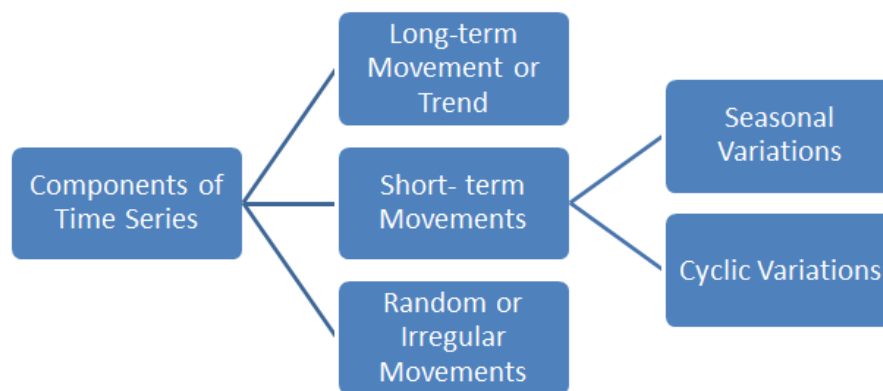 Components of
Time Series
Long-term
Movement or
Trend
Short- term
Movements
Random or
Irregular
Movements
Seasonal
Variations
Cyclic Variations